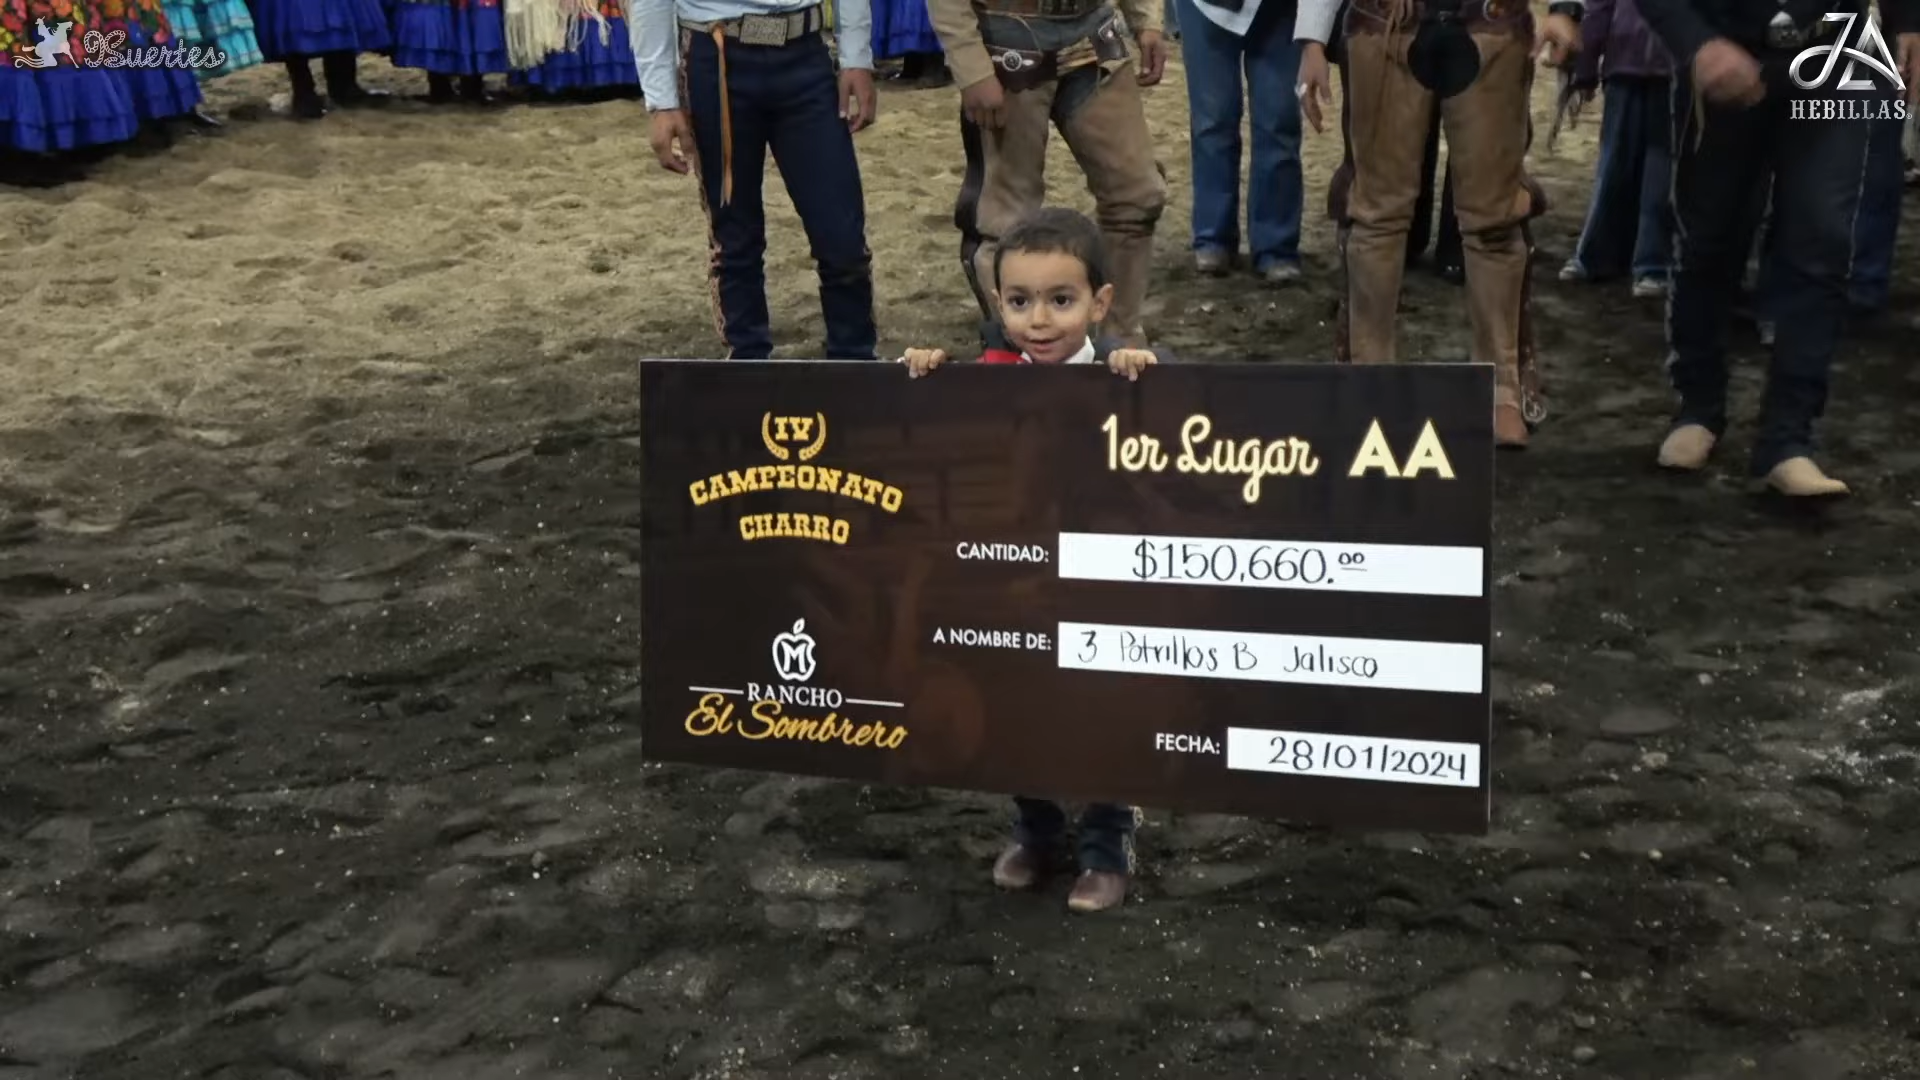 9Suertes
JA
HEBILLAS
IV
CAMPEONATO
CHARRO
1er Lugar AA
CANTIDAD: $150,660.00
A NOMBRE DE: 3 Potrillos B Jalisco
M
RANCHO
El Sombrero
FECHA: 28/01/2024